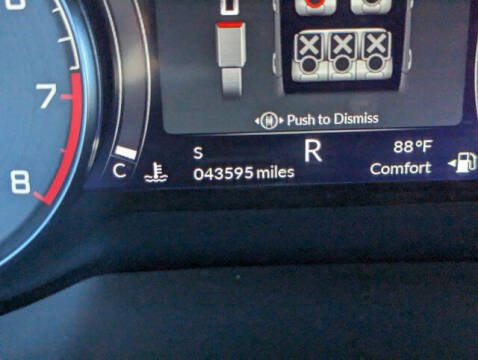 7
Push to Dismiss
S
R
88°F
8
C
043595 miles
Comfort